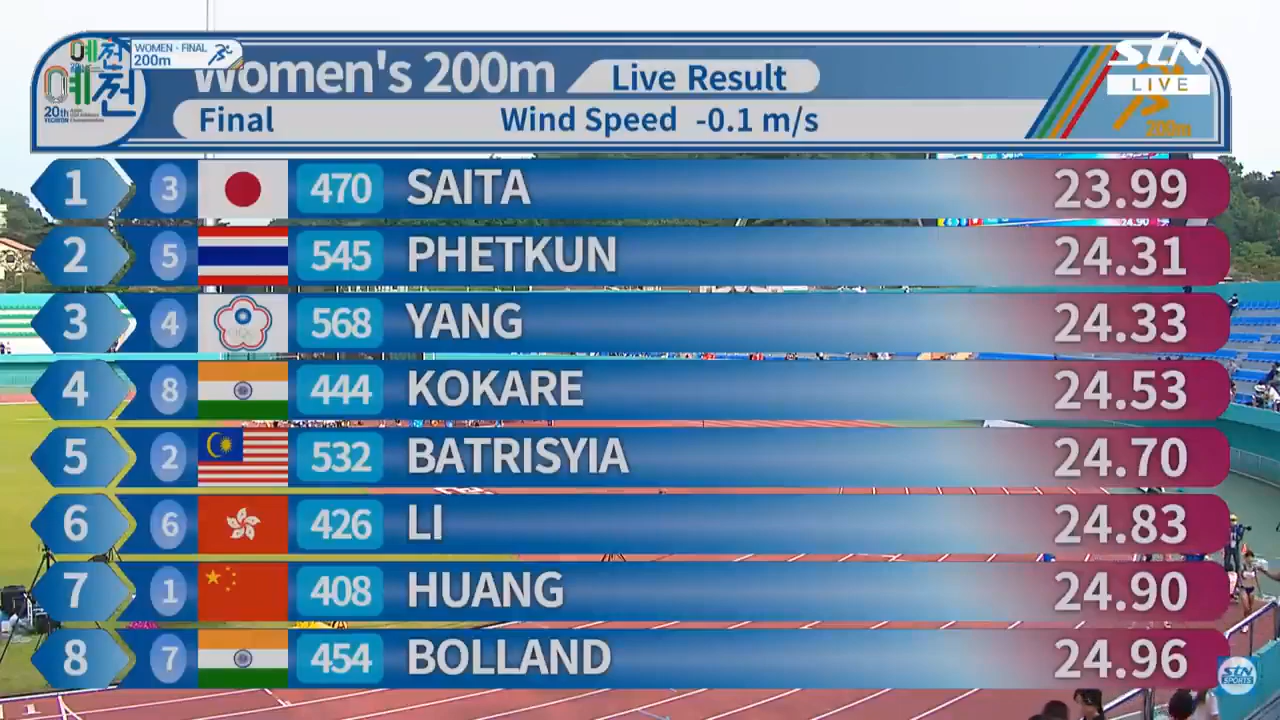 예천
WOMEN - FINAL
200m
예천
20th
YECHEON
Women's 200m
Live Result
STN
LIVE
200m
Final
Wind Speed -0.1 m/s
1 3 470 SAITA 23.99
2 5 545 PHETKUN 24.31
3 4 568 YANG 24.33
4 8 444 KOKARE 24.53
5 2 532 BATRISYIA 24.70
6 6 426 LI 24.83
7 1 408 HUANG 24.90
8 7 454 BOLLAND 24.96
STN
SPORTS